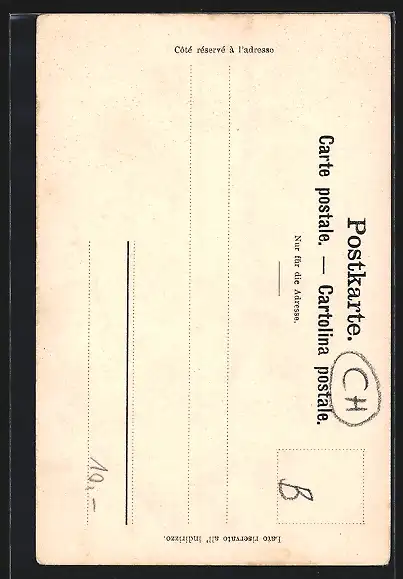 Côté réservé à l'adresse
Postkarte.
Carte postale. — Cartolina postale.
Nur für die Adresse.
CH
B
10,-
Lato riservato all' indirizzo.